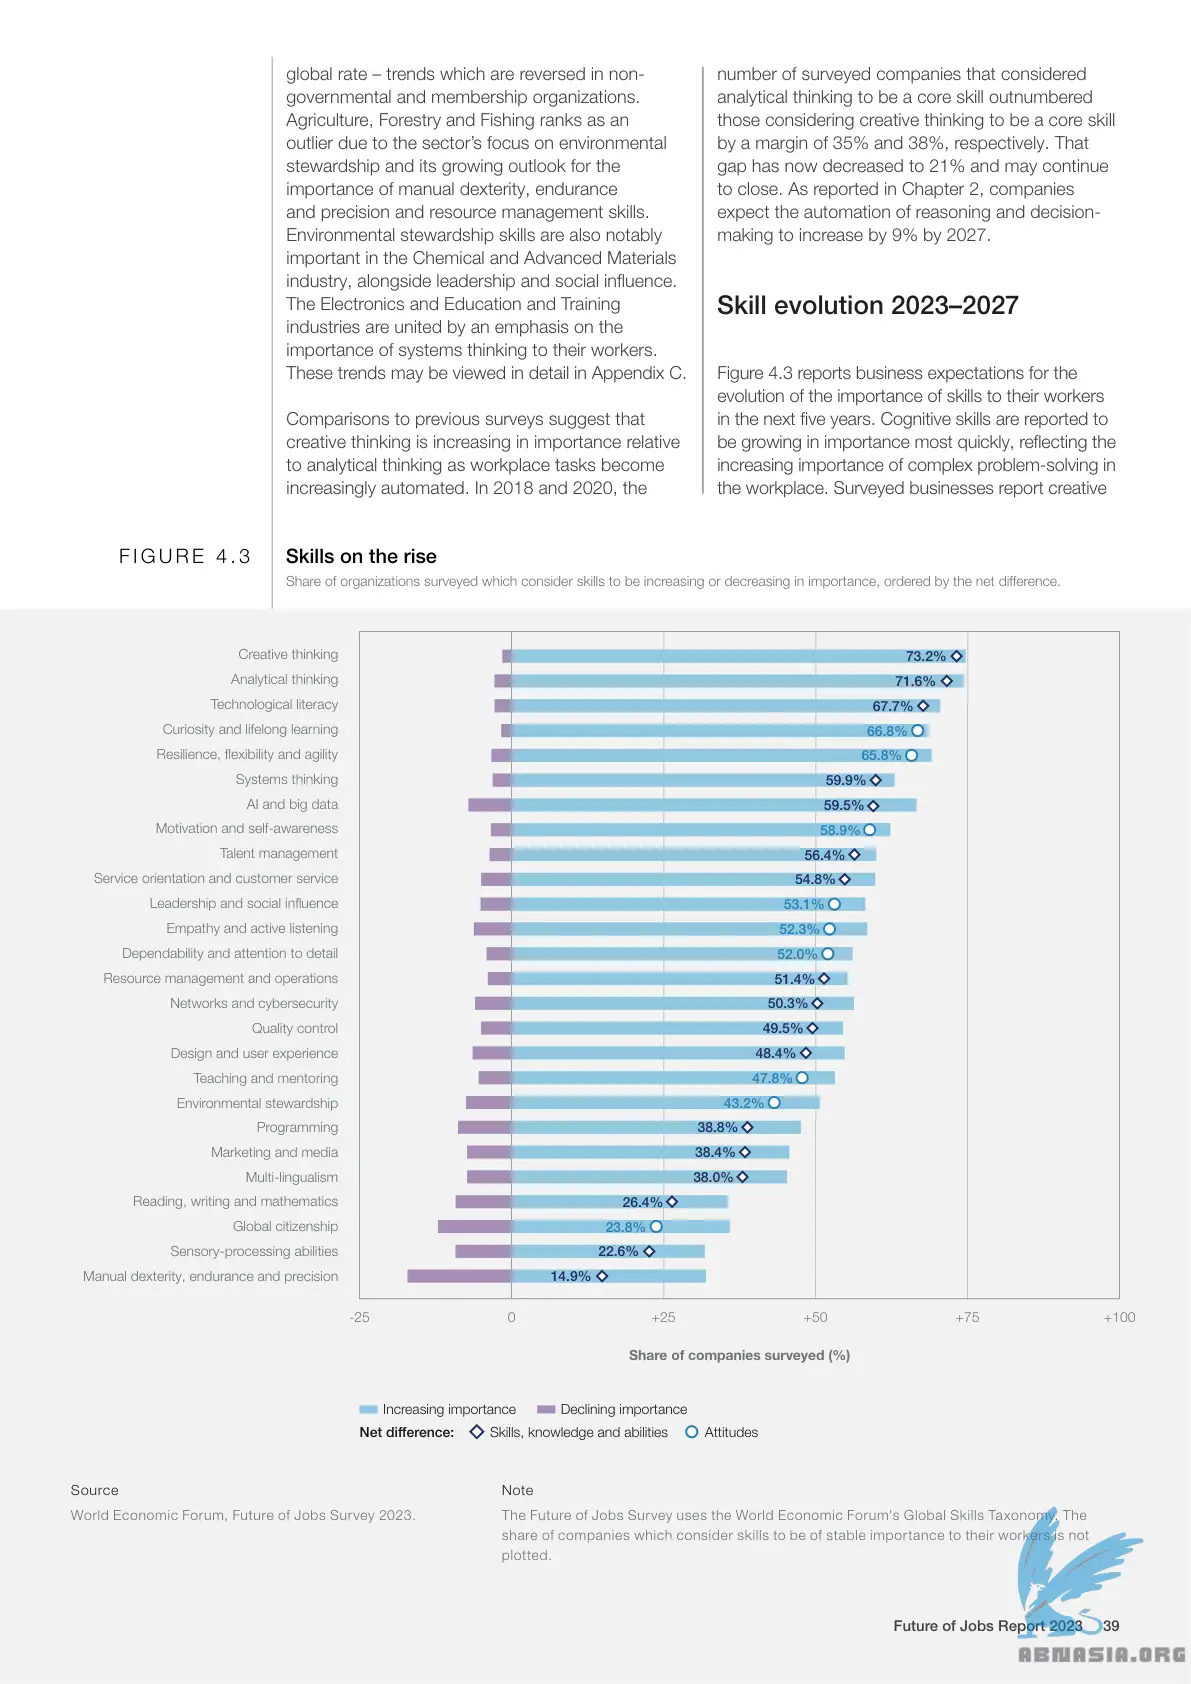 global rate – trends which are reversed in non-
governmental and membership organizations.
Agriculture, Forestry and Fishing ranks as an
outlier due to the sector's focus on environmental
stewardship and its growing outlook for the
importance of manual dexterity, endurance
and precision and resource management skills.
Environmental stewardship skills are also notably
important in the Chemical and Advanced Materials
industry, alongside leadership and social influence.
The Electronics and Education and Training
industries are united by an emphasis on the
importance of systems thinking to their workers.
These trends may be viewed in detail in Appendix C.
Comparisons to previous surveys suggest that
creative thinking is increasing in importance relative
to analytical thinking as workplace tasks become
increasingly automated. In 2018 and 2020, the
number of surveyed companies that considered
analytical thinking to be a core skill outnumbered
those considering creative thinking to be a core skill
by a margin of 35% and 38%, respectively. That
gap has now decreased to 21% and may continue
to close. As reported in Chapter 2, companies
expect the automation of reasoning and decision-
making to increase by 9% by 2027.
Skill evolution 2023–2027
Figure 4.3 reports business expectations for the
evolution of the importance of skills to their workers
in the next five years. Cognitive skills are reported to
be growing in importance most quickly, reflecting the
increasing importance of complex problem-solving in
the workplace. Surveyed businesses report creative
FIGURE 4.3
Skills on the rise
Share of organizations surveyed which consider skills to be increasing or decreasing in importance, ordered by the net difference.
Creative thinking 73.2%
Analytical thinking 71.6%
Technological literacy 67.7%
Curiosity and lifelong learning 66.8%
Resilience, flexibility and agility 65.8%
Systems thinking 59.9%
AI and big data 59.5%
Motivation and self-awareness 58.9%
Talent management 56.4%
Service orientation and customer service 54.8%
Leadership and social influence 53.1%
Empathy and active listening 52.3%
Dependability and attention to detail 52.0%
Resource management and operations 51.4%
Networks and cybersecurity 50.3%
Quality control 49.5%
Design and user experience 48.4%
Teaching and mentoring 47.8%
Environmental stewardship 43.2%
Programming 38.8%
Marketing and media 38.4%
Multi-lingualism 38.0%
Reading, writing and mathematics 26.4%
Global citizenship 23.8%
Sensory-processing abilities 22.6%
Manual dexterity, endurance and precision 14.9%
-25 0 +25 +50 +75 +100
Share of companies surveyed (%)
Increasing importance Declining importance
Net difference: Skills, knowledge and abilities Attitudes
Source
World Economic Forum, Future of Jobs Survey 2023.
Note
The Future of Jobs Survey uses the World Economic Forum's Global Skills Taxonomy. The
share of companies which consider skills to be of stable importance to their workers is not
plotted.
Future of Jobs Report 2023 39
ABNASIA.ORG